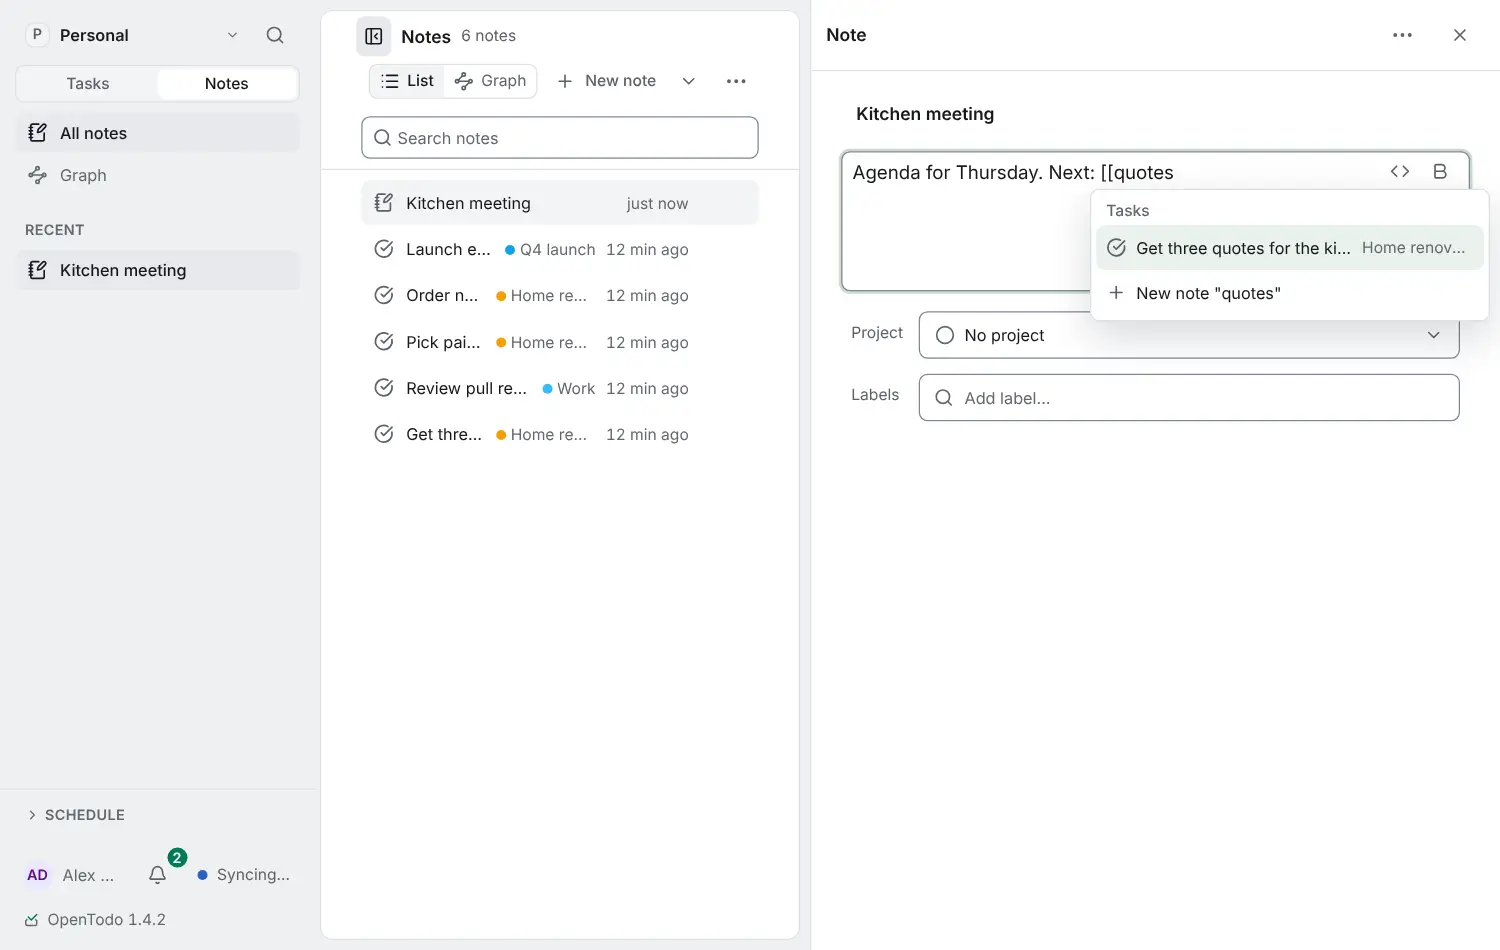 P Personal
Tasks Notes
All notes
Graph
RECENT
Kitchen meeting
SCHEDULE
AD Alex ... 2 Syncing...
OpenTodo 1.4.2
Notes 6 notes
List Graph New note
Search notes
Kitchen meeting just now
Launch e... Q4 launch 12 min ago
Order n... Home re... 12 min ago
Pick pai... Home re... 12 min ago
Review pull re... Work 12 min ago
Get thre... Home re... 12 min ago
Note
Kitchen meeting
Agenda for Thursday. Next: [[quotes
Tasks
Get three quotes for the ki... Home renov...
New note "quotes"
Project No project
Labels Add label...